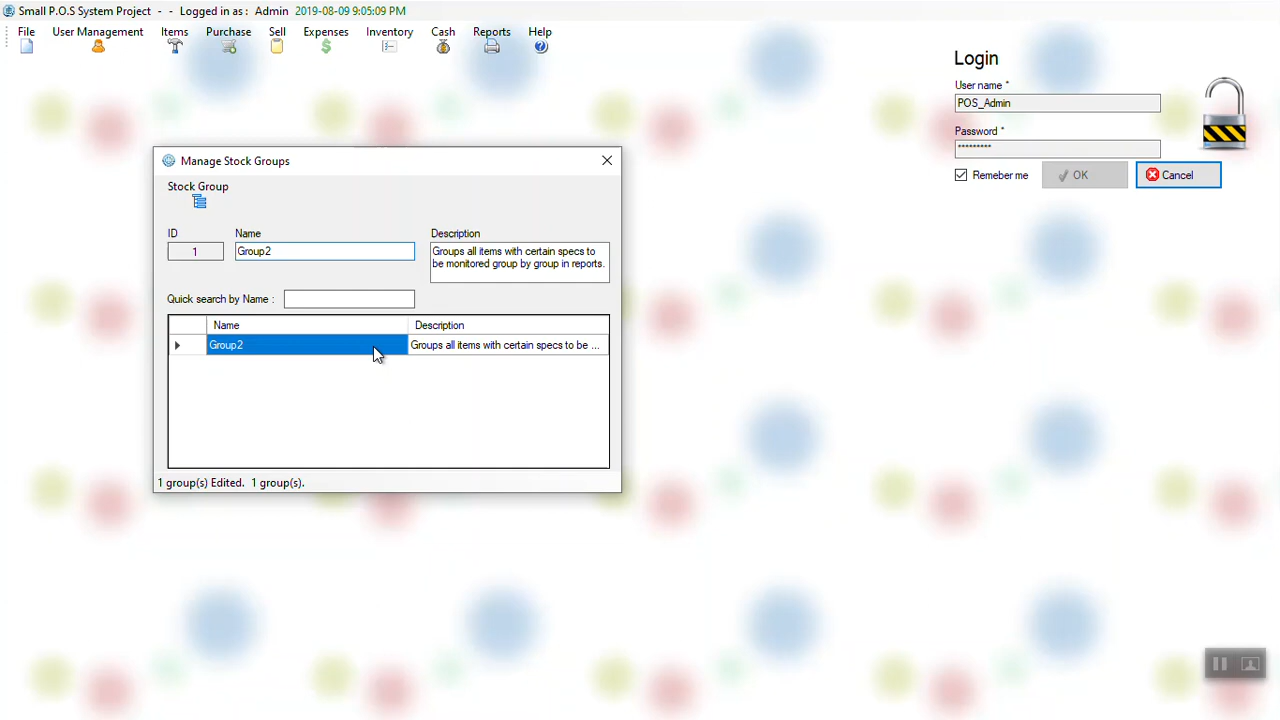 Small P.O.S System Project - - Logged in as : Admin 2019-08-09 9:05:09 PM
File User Management Items Purchase Sell Expenses Inventory Cash Reports Help
Login
User name *
POS_Admin
Password *
*********
Remeber me OK Cancel
Manage Stock Groups
Stock Group
ID Name Description
1 Group2 Groups all items with certain specs to
be monitored group by group in reports.
Quick search by Name :
Name Description
Group2 Groups all items with certain specs to be ...
1 group(s) Edited. 1 group(s).